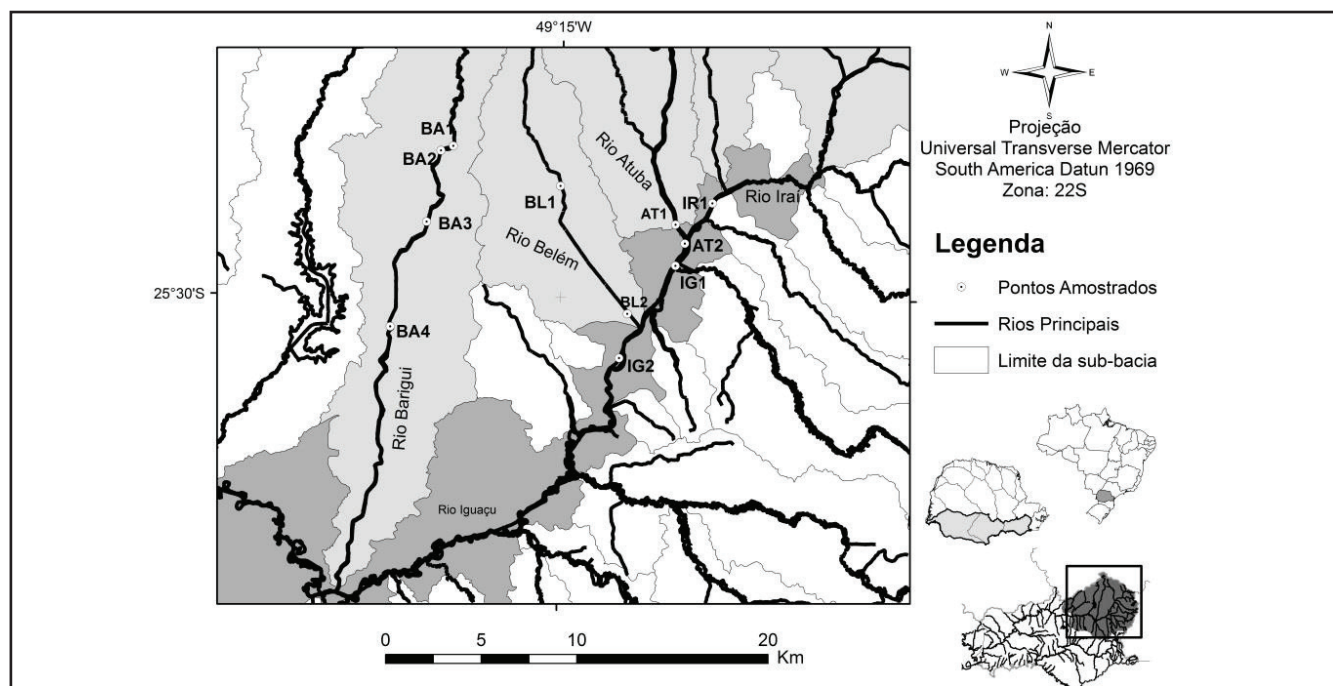 49°15'W
25°30'S
BA1
BA2
BA3
BA4
BL1
BL2
AT1
AT2
IR1
IG1
IG2
Rio Atuba
Rio Iraí
Rio Belém
Rio Barigui
Rio Iguaçu
0 5 10 20
Km
N
W E
S
Projeção
Universal Transverse Mercator
South America Datun 1969
Zona: 22S
Legenda
Pontos Amostrados
Rios Principais
Limite da sub-bacia